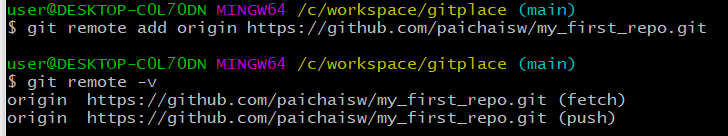 user@DESKTOP-C0L70DN MINGW64 /c/workspace/gitplace (main)
$ git remote add origin https://github.com/paichaisw/my_first_repo.git
user@DESKTOP-C0L70DN MINGW64 /c/workspace/gitplace (main)
$ git remote -v
origin  https://github.com/paichaisw/my_first_repo.git (fetch)
origin  https://github.com/paichaisw/my_first_repo.git (push)